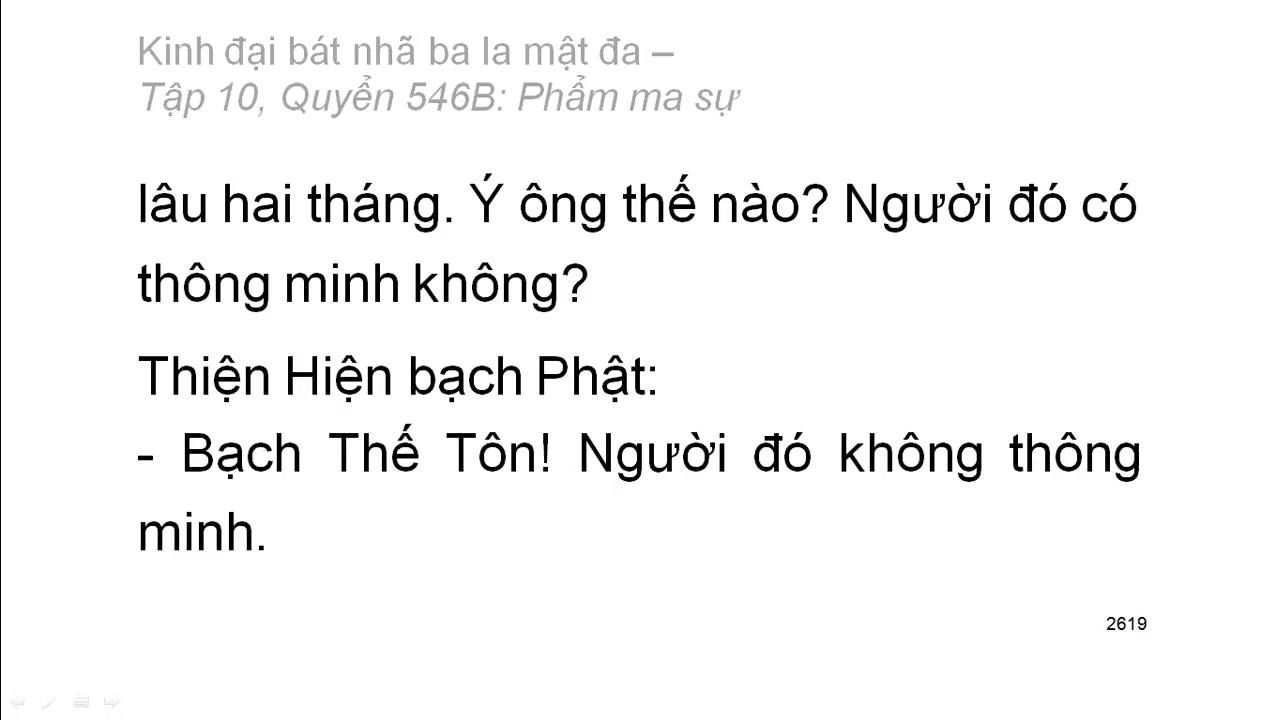 Kinh đại bát nhã ba la mật đa –
Tập 10, Quyển 546B: Phẩm ma sự
lâu hai tháng. Ý ông thế nào? Người đó có
thông minh không?
Thiện Hiện bạch Phật:
- Bạch Thế Tôn! Người đó không thông
minh.
2619